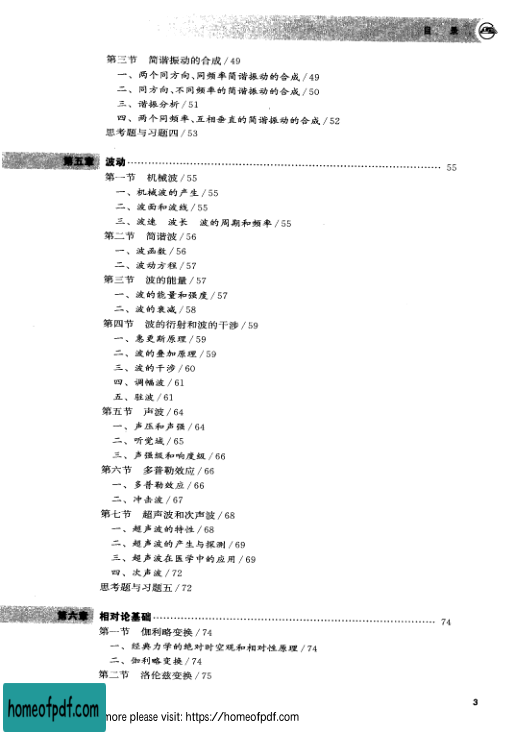 目 录
第三节 简谐振动的合成/49
一、两个同方向、同频率简谐振动的合成/49
二、同方向、不同频率的简谐振动的合成/50
三、谐振分析/51
四、两个同频率、互相垂直的简谐振动的合成/52
思考题与习题四/53
第五章 波动 55
第一节 机械波/55
一、机械波的产生/55
二、波面和波线/55
三、波速 波长 波的周期和频率/55
第二节 简谐波/56
一、波函数/56
二、波动方程/57
第三节 波的能量/57
一、波的能量和强度/57
二、波的衰减/58
第四节 波的衍射和波的干涉/59
一、惠更斯原理/59
二、波的叠加原理/59
三、波的干涉/60
四、调幅波/61
五、驻波/61
第五节 声波/64
一、声压和声强/64
二、听觉域/65
三、声强级和响度级/66
第六节 多普勒效应/66
一、多普勒效应/66
二、冲击波/67
第七节 超声波和次声波/68
一、超声波的特性/68
二、超声波的产生与探测/69
三、超声波在医学中的应用/69
四、次声波/72
思考题与习题五/72
第六章 相对论基础 74
第一节 伽利略变换/74
一、经典力学的绝对时空观和相对性原理/74
二、伽利略变换/74
第二节 洛伦兹变换/75
3
homeofpdf.com
more please visit: https://homeofpdf.com